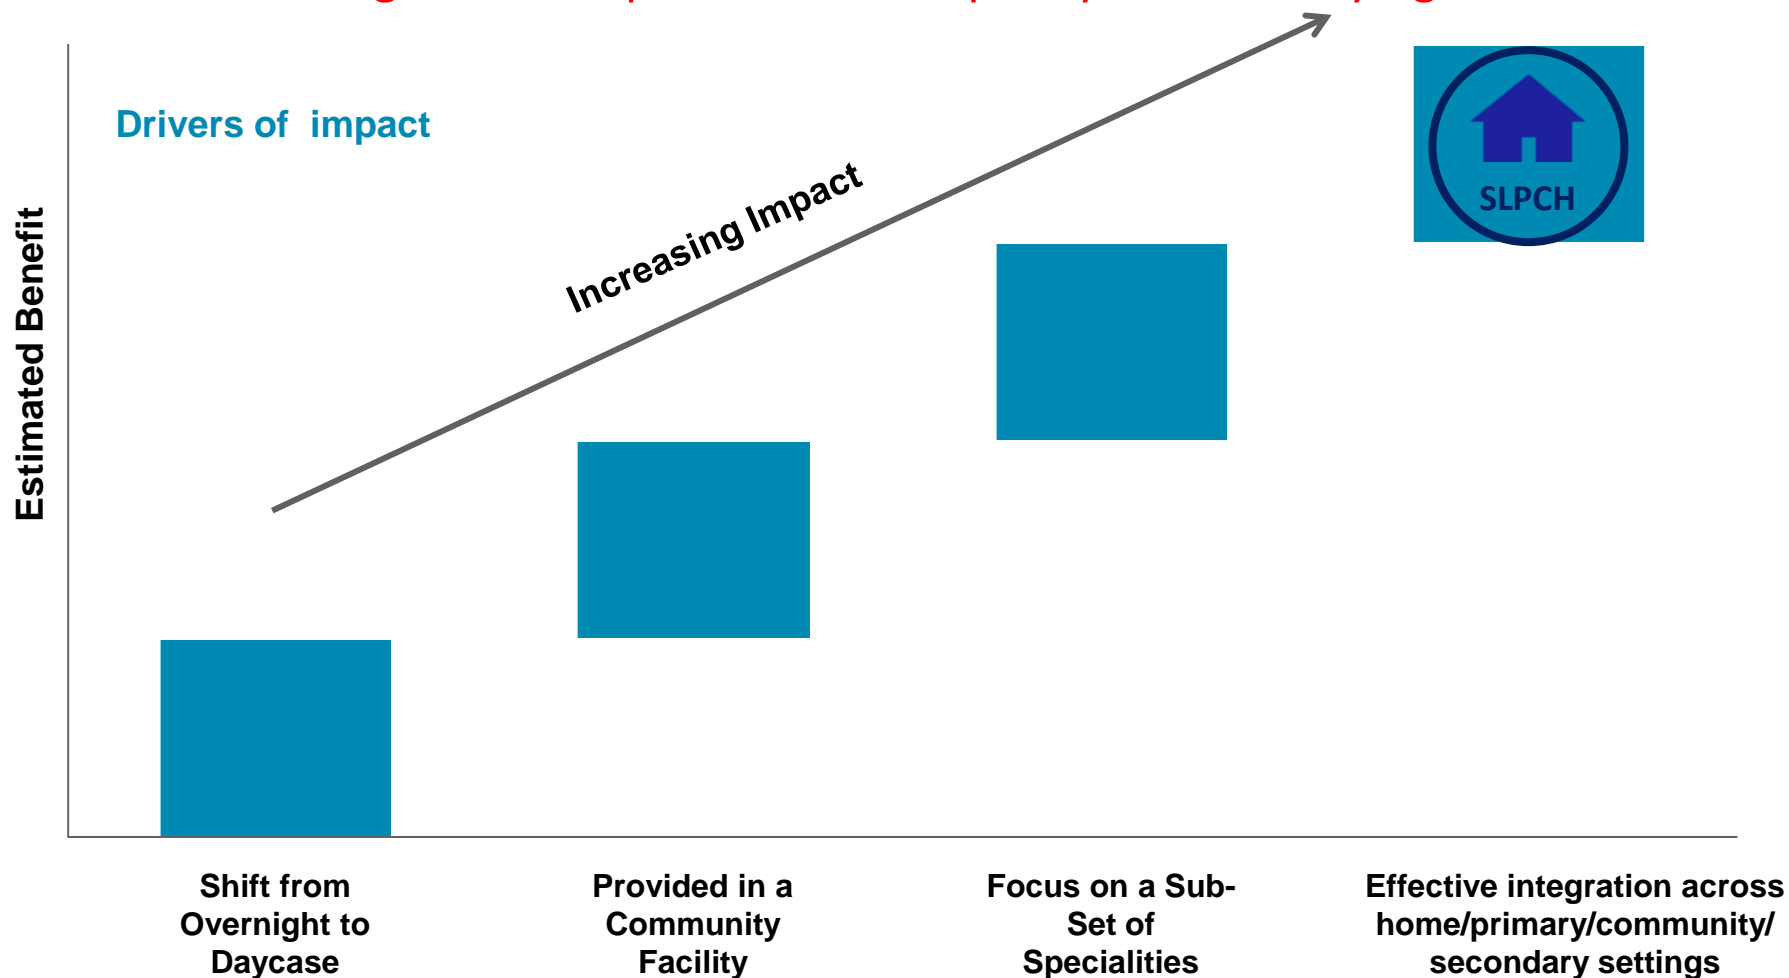 Drivers of  impact
SLPCH
Increasing Impact
Estimated Benefit
Shift from
Overnight to
Daycase
Provided in a
Community
Facility
Focus on a Sub-
Set of
Specialities
Effective integration across
home/primary/community/
secondary settings